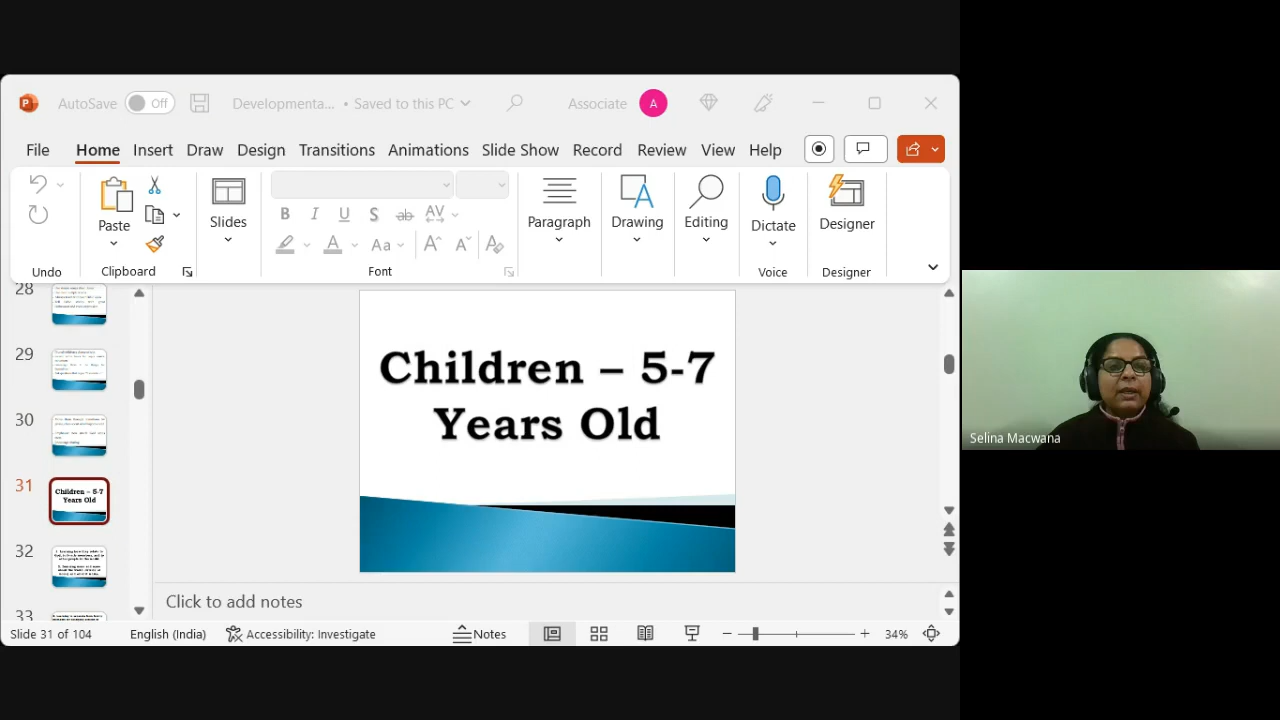 AutoSave Off Developmenta... • Saved to this PC Associate A
File Home Insert Draw Design Transitions Animations Slide Show Record Review View Help
Paste Slides Paragraph Drawing Editing Dictate Designer
B I U S ab AV
A Aa A A A
Undo Clipboard Font Voice Designer
28
29
30
31
Children – 5-7
Years Old
32
33
Children – 5-7
Years Old
Click to add notes
Slide 31 of 104 English (India) Accessibility: Investigate Notes 34%
Selina Macwana